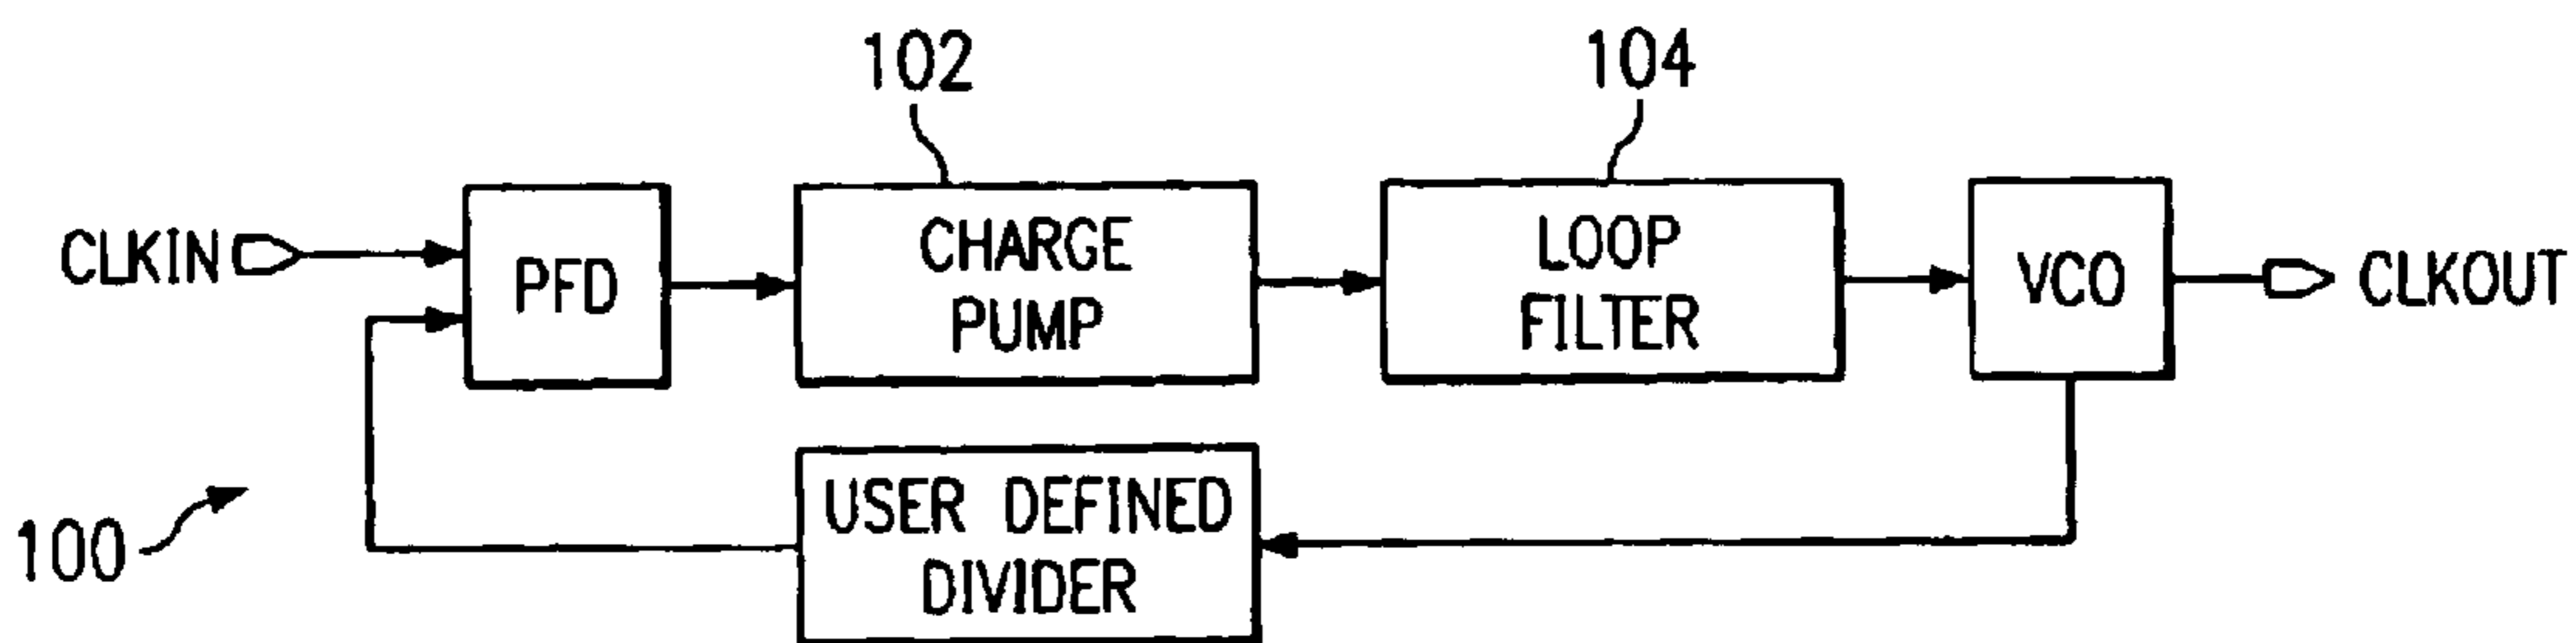 102
104
CLKIN
PFD
CHARGE
PUMP
LOOP
FILTER
VCO
CLKOUT
100
USER DEFINED
DIVIDER